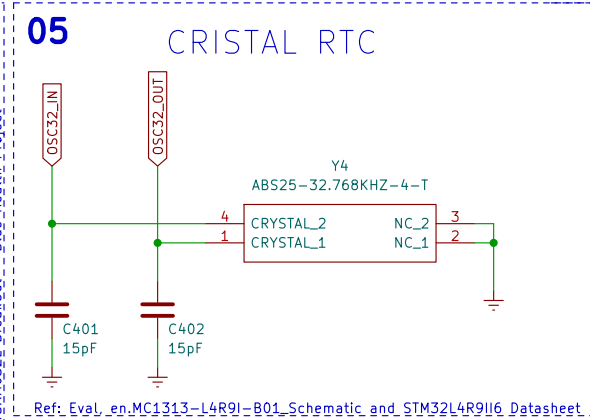 05
CRISTAL RTC
OSC32_IN
OSC32_OUT
Y4
ABS25-32.768KHZ-4-T
4 CRYSTAL_2 NC_2 3
1 CRYSTAL_1 NC_1 2
C401 C402
15pF 15pF
Ref: Eval_en.MC1313-L4R9I-B01_Schematic and STM32L4R9II6 Datasheet